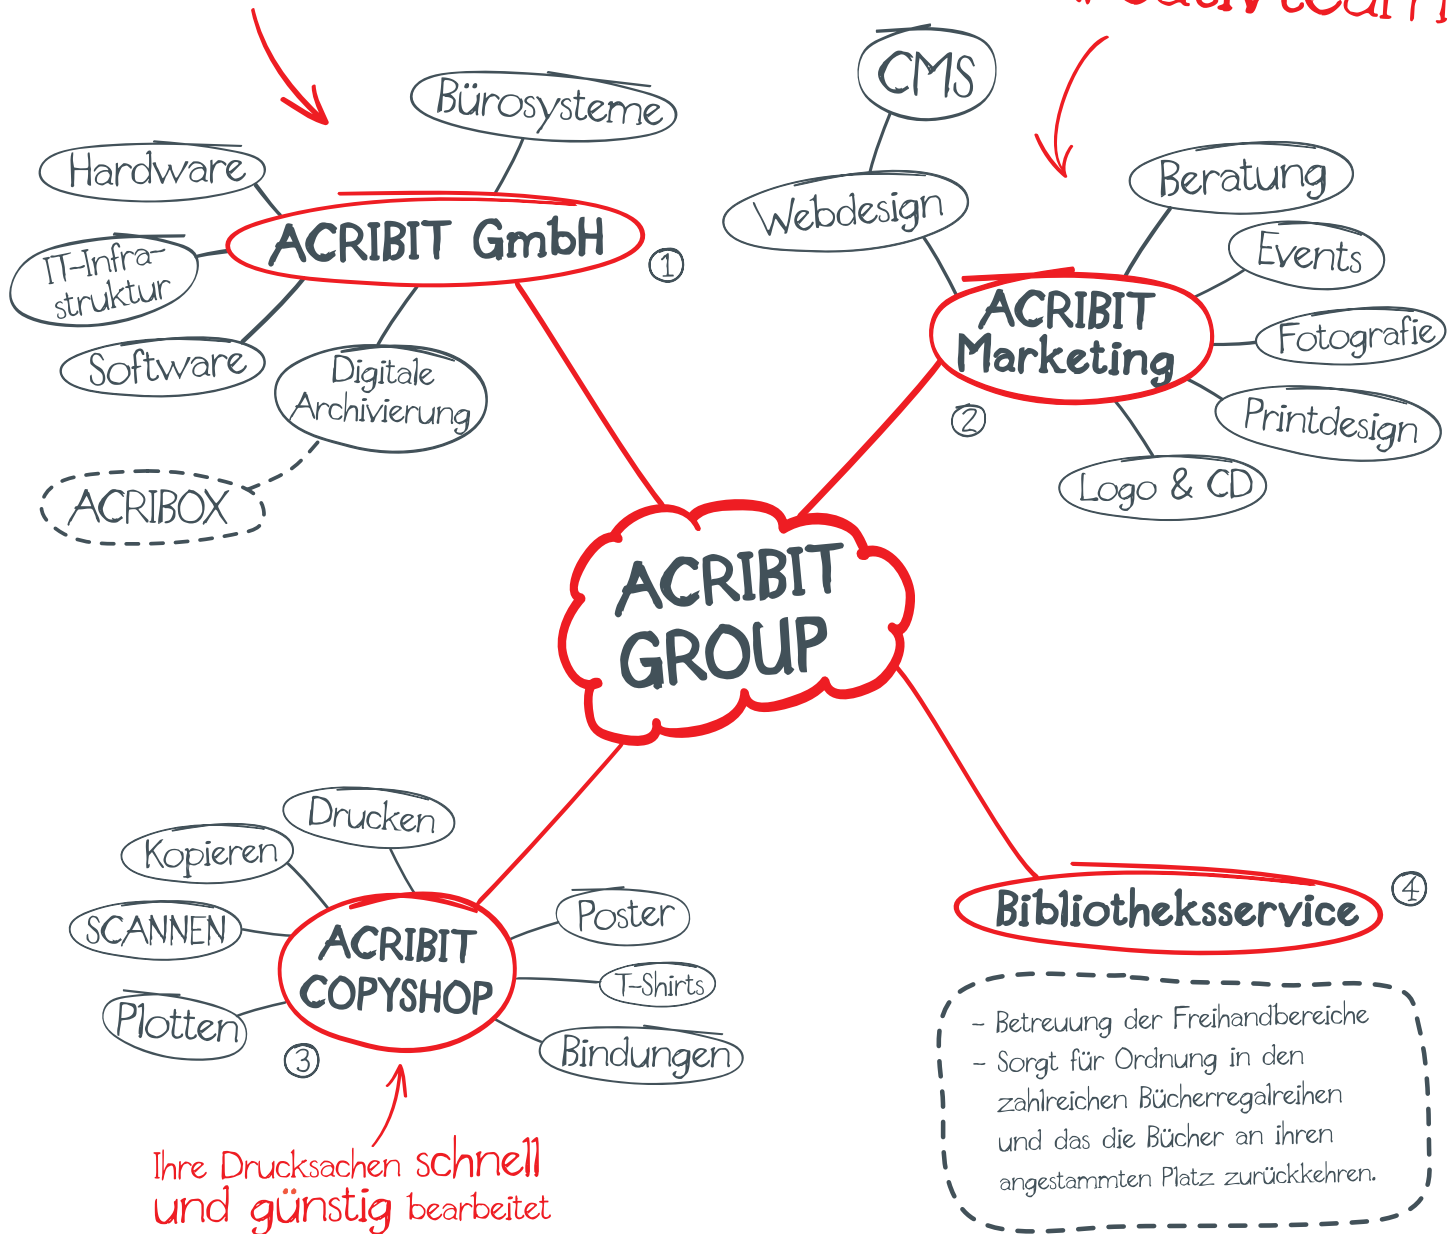 CMS
Bürosysteme
Hardware
Beratung
Webdesign
ACRIBIT GmbH
1
Events
IT-Infra-
struktur
ACRIBIT
Marketing
Fotografie
Software
Digitale
Archivierung
2
Printdesign
Logo & CD
ACRIBOX
ACRIBIT
GROUP
Drucken
Kopieren
4
Bibliotheksservice
Poster
SCANNEN
ACRIBIT
COPYSHOP
T-Shirts
Plotten
3
Bindungen
- Betreuung der Freihandbereiche
- Sorgt für Ordnung in den
zahlreichen Bücherregalreihen
und das die Bücher an ihren
angestammten Platz zurückkehren.
Ihre Drucksachen schnell
und günstig bearbeitet